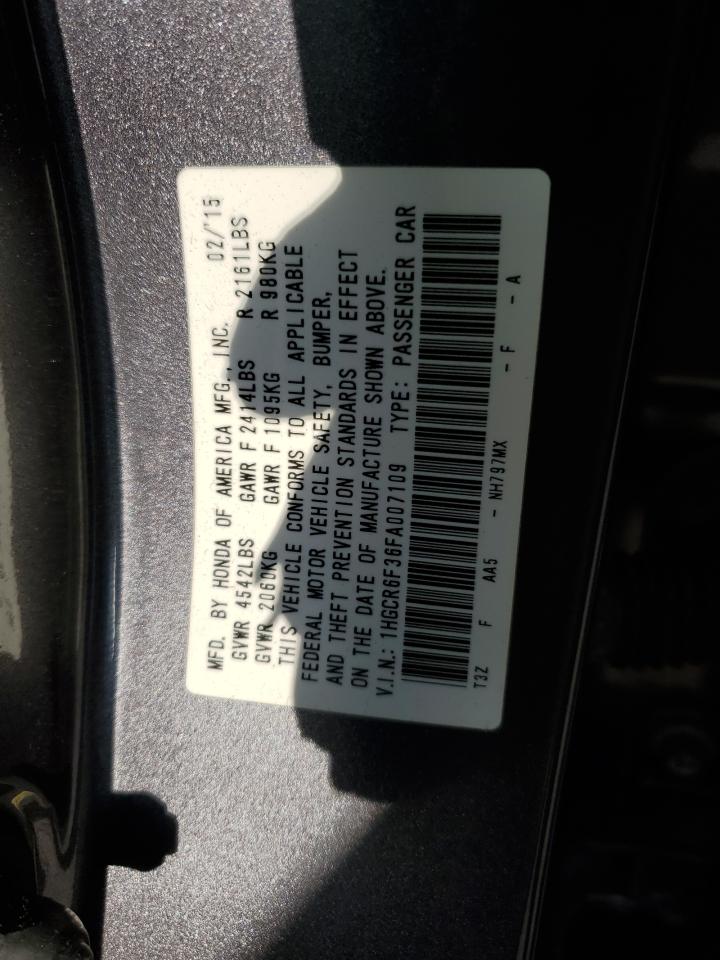 MFD. BY HONDA OF AMERICA MFG., INC. 02/'15
GVWR 4542LBS GAWR F 2414LBS R 2161LBS
GVWR 2060KG GAWR F 1095KG R 980KG
THIS VEHICLE CONFORMS TO ALL APPLICABLE
FEDERAL MOTOR VEHICLE SAFETY, BUMPER,
AND THEFT PREVENTION STANDARDS IN EFFECT
ON THE DATE OF MANUFACTURE SHOWN ABOVE.
V.I.N.: 1HGCR6F36FA007109 TYPE: PASSENGER CAR
T3Z F AA5 - NH797MX - F - A